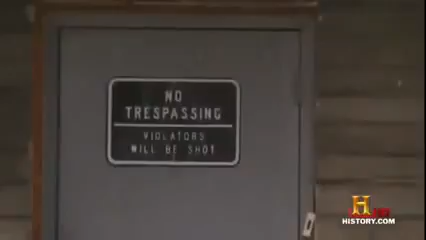 NO
TRESPASSING
VIOLATORS
WILL BE SHOT
H
HISTORY.COM